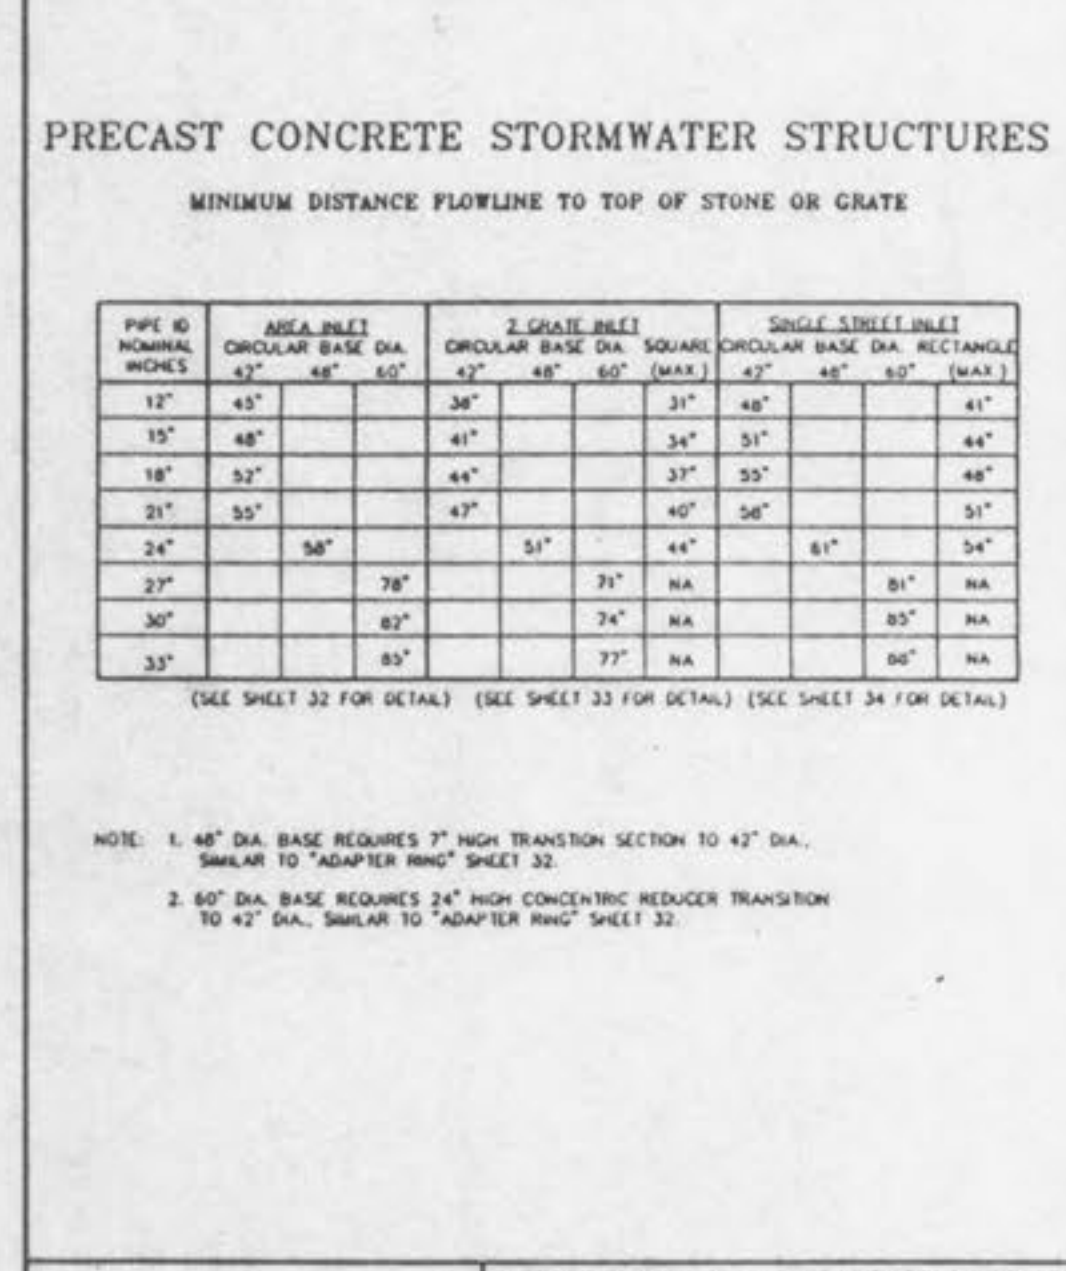 PRECAST CONCRETE STORMWATER STRUCTURES
MINIMUM DISTANCE FLOWLINE TO TOP OF STONE OR GRATE
PIPE ID NOMINAL INCHES
AREA INLET 2 GRATE INLET SINGLE STREET INLET
CIRCULAR BASE DIA. CIRCULAR BASE DIA. SQUARE CIRCULAR BASE DIA. RECTANGLE
42" 48" 60" 42" 48" 60" (MAX.) 42" 48" 60" (MAX.)
12" 45" 38" 31" 48" 41"
15" 48" 41" 34" 51" 44"
18" 52" 44" 37" 55" 48"
21" 55" 47" 40" 58" 51"
24" 58" 51" 44" 61" 54"
27" 78" 71" NA 81" NA
30" 82" 74" NA 85" NA
33" 85" 77" NA 88" NA
(SEE SHEET 32 FOR DETAIL) (SEE SHEET 33 FOR DETAIL) (SEE SHEET 34 FOR DETAIL)
NOTE: 1. 48" DIA. BASE REQUIRES 7" HIGH TRANSTION SECTION TO 42" DIA.,
SIMILAR TO "ADAPTER RING" SHEET 32.
2. 60" DIA. BASE REQUIRES 24" HIGH CONCENTRIC REDUCER TRANSITION
TO 42" DIA., SIMILAR TO "ADAPTER RING" SHEET 32.